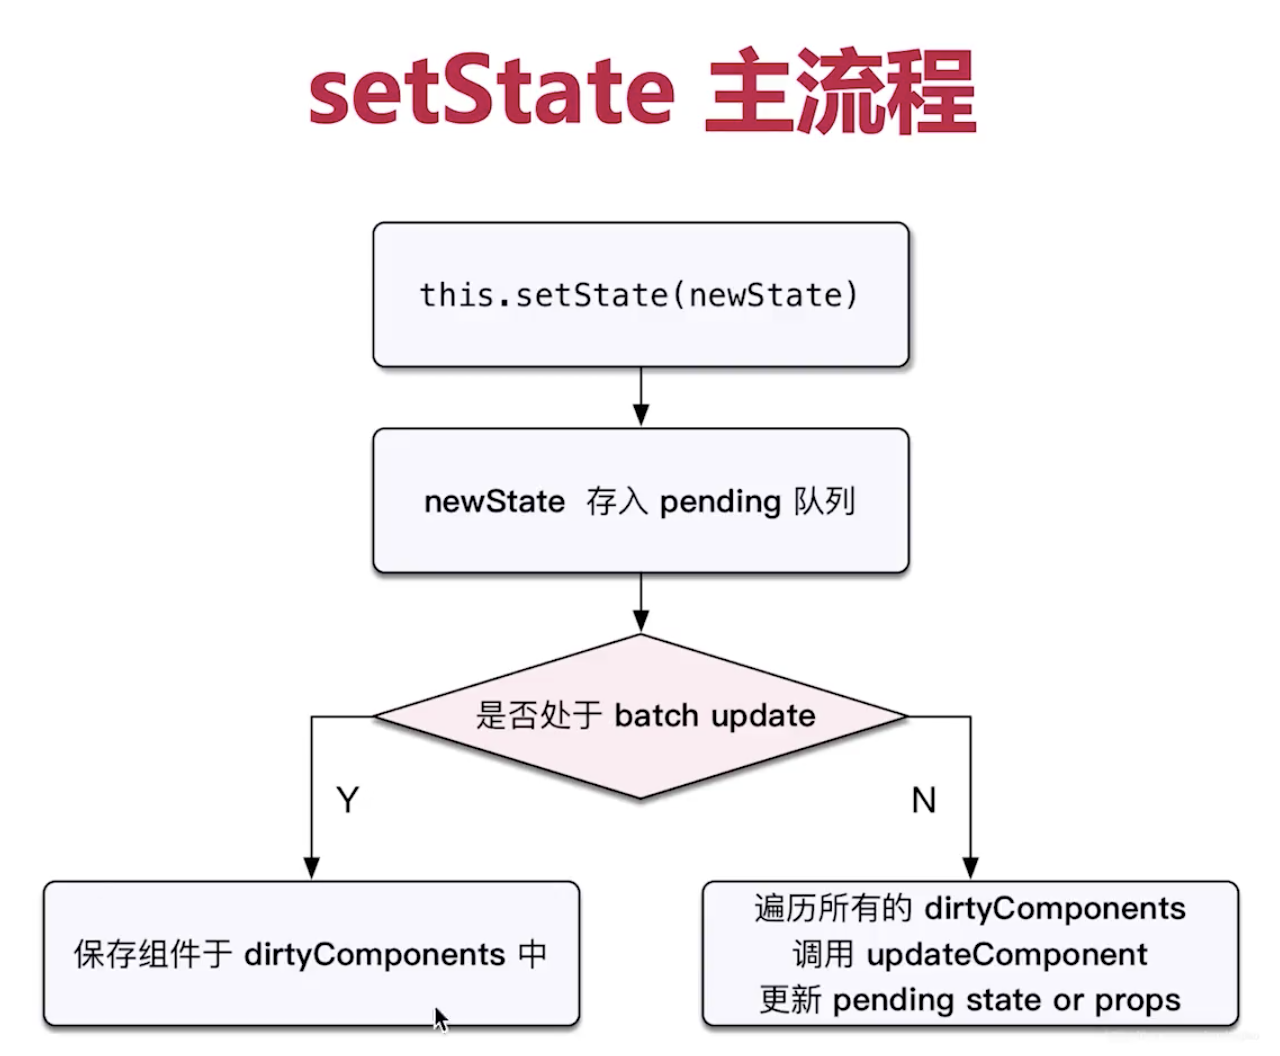 setState 主流程
this.setState(newState)
newState 存入 pending 队列
是否处于 batch update
Y
N
保存组件于 dirtyComponents 中
遍历所有的 dirtyComponents
调用 updateComponent
更新 pending state or props